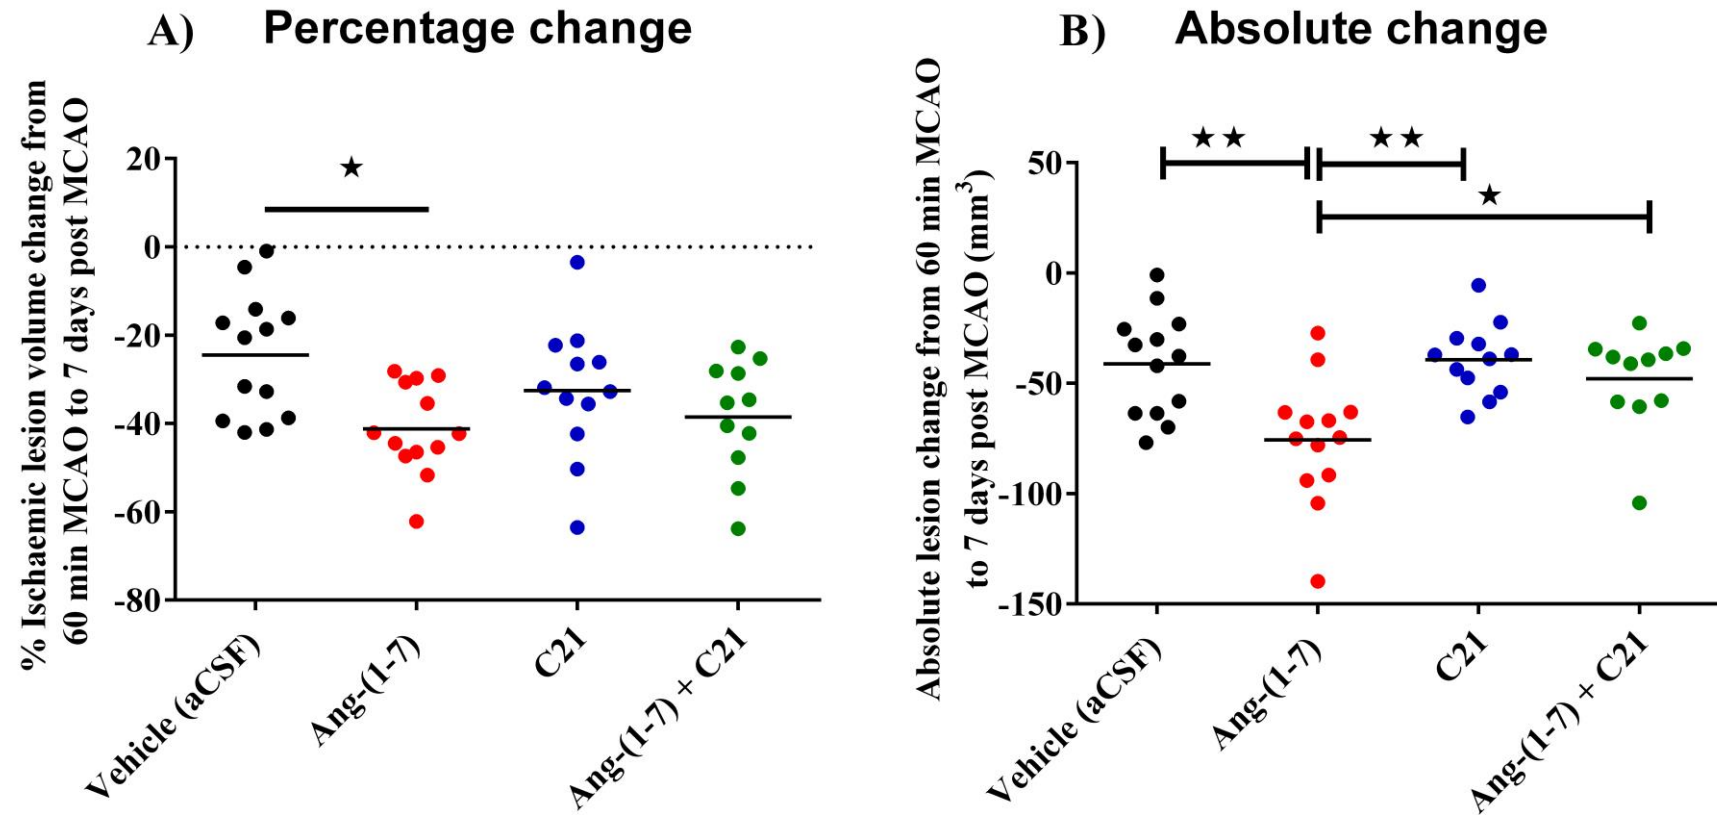 A) Percentage change
% Ischaemic lesion volume change from
60 min MCAO to 7 days post MCAO
20
0
-20
-40
-60
-80
★
Vehicle (aCSF)
Ang-(1-7)
C21
Ang-(1-7) + C21
B) Absolute change
Absolute lesion change from 60 min MCAO
to 7 days post MCAO (mm³)
50
0
-50
-100
-150
★★
★★
★
Vehicle (aCSF)
Ang-(1-7)
C21
Ang-(1-7) + C21